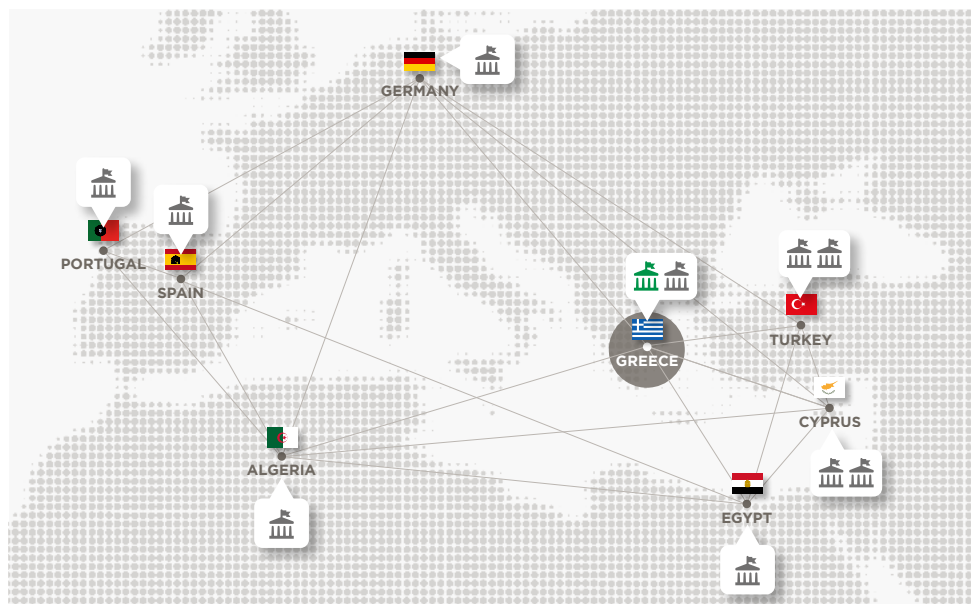 GERMANY
PORTUGAL
SPAIN
GREECE
TURKEY
CYPRUS
ALGERIA
EGYPT